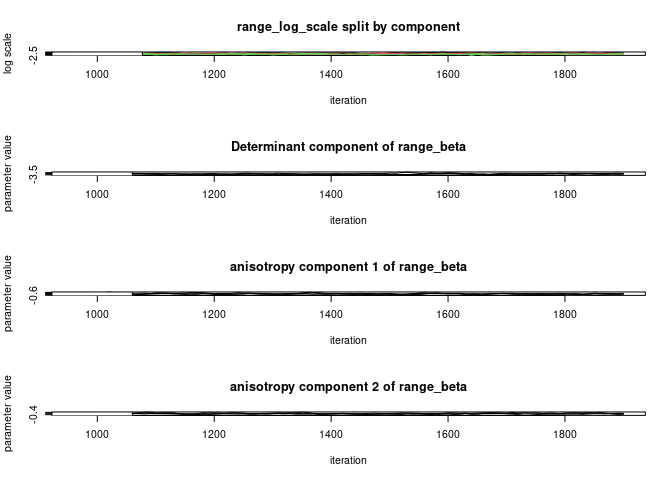 range_log_scale split by component
log scale
-2.5
1000 1200 1400 1600 1800
iteration
Determinant component of range_beta
parameter value
-3.5
1000 1200 1400 1600 1800
iteration
anisotropy component 1 of range_beta
parameter value
-0.6
1000 1200 1400 1600 1800
iteration
anisotropy component 2 of range_beta
parameter value
-0.4
1000 1200 1400 1600 1800
iteration